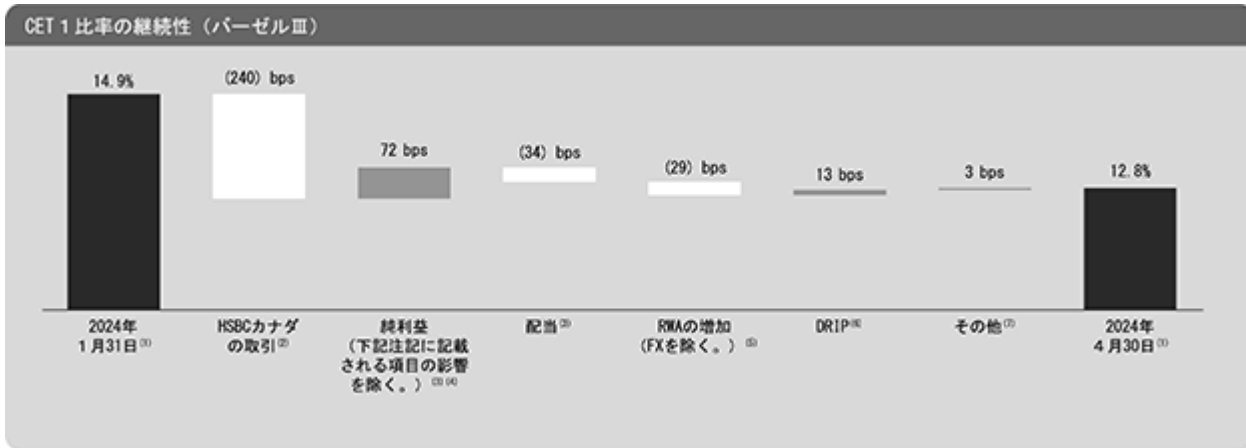 CET 1 比率の継続性（バーゼルⅢ）
14.9%
(240) bps
72 bps
(34) bps
(29) bps
13 bps
3 bps
12.8%
2024年
1月31日(1)
HSBCカナダ
の取引(2)
純利益
（下記注記に記載
される項目の影響
を除く。）(3)(4)
配当(3)
RWAの増加
（FXを除く。）(5)
DRIP(6)
その他(7)
2024年
4月30日(1)